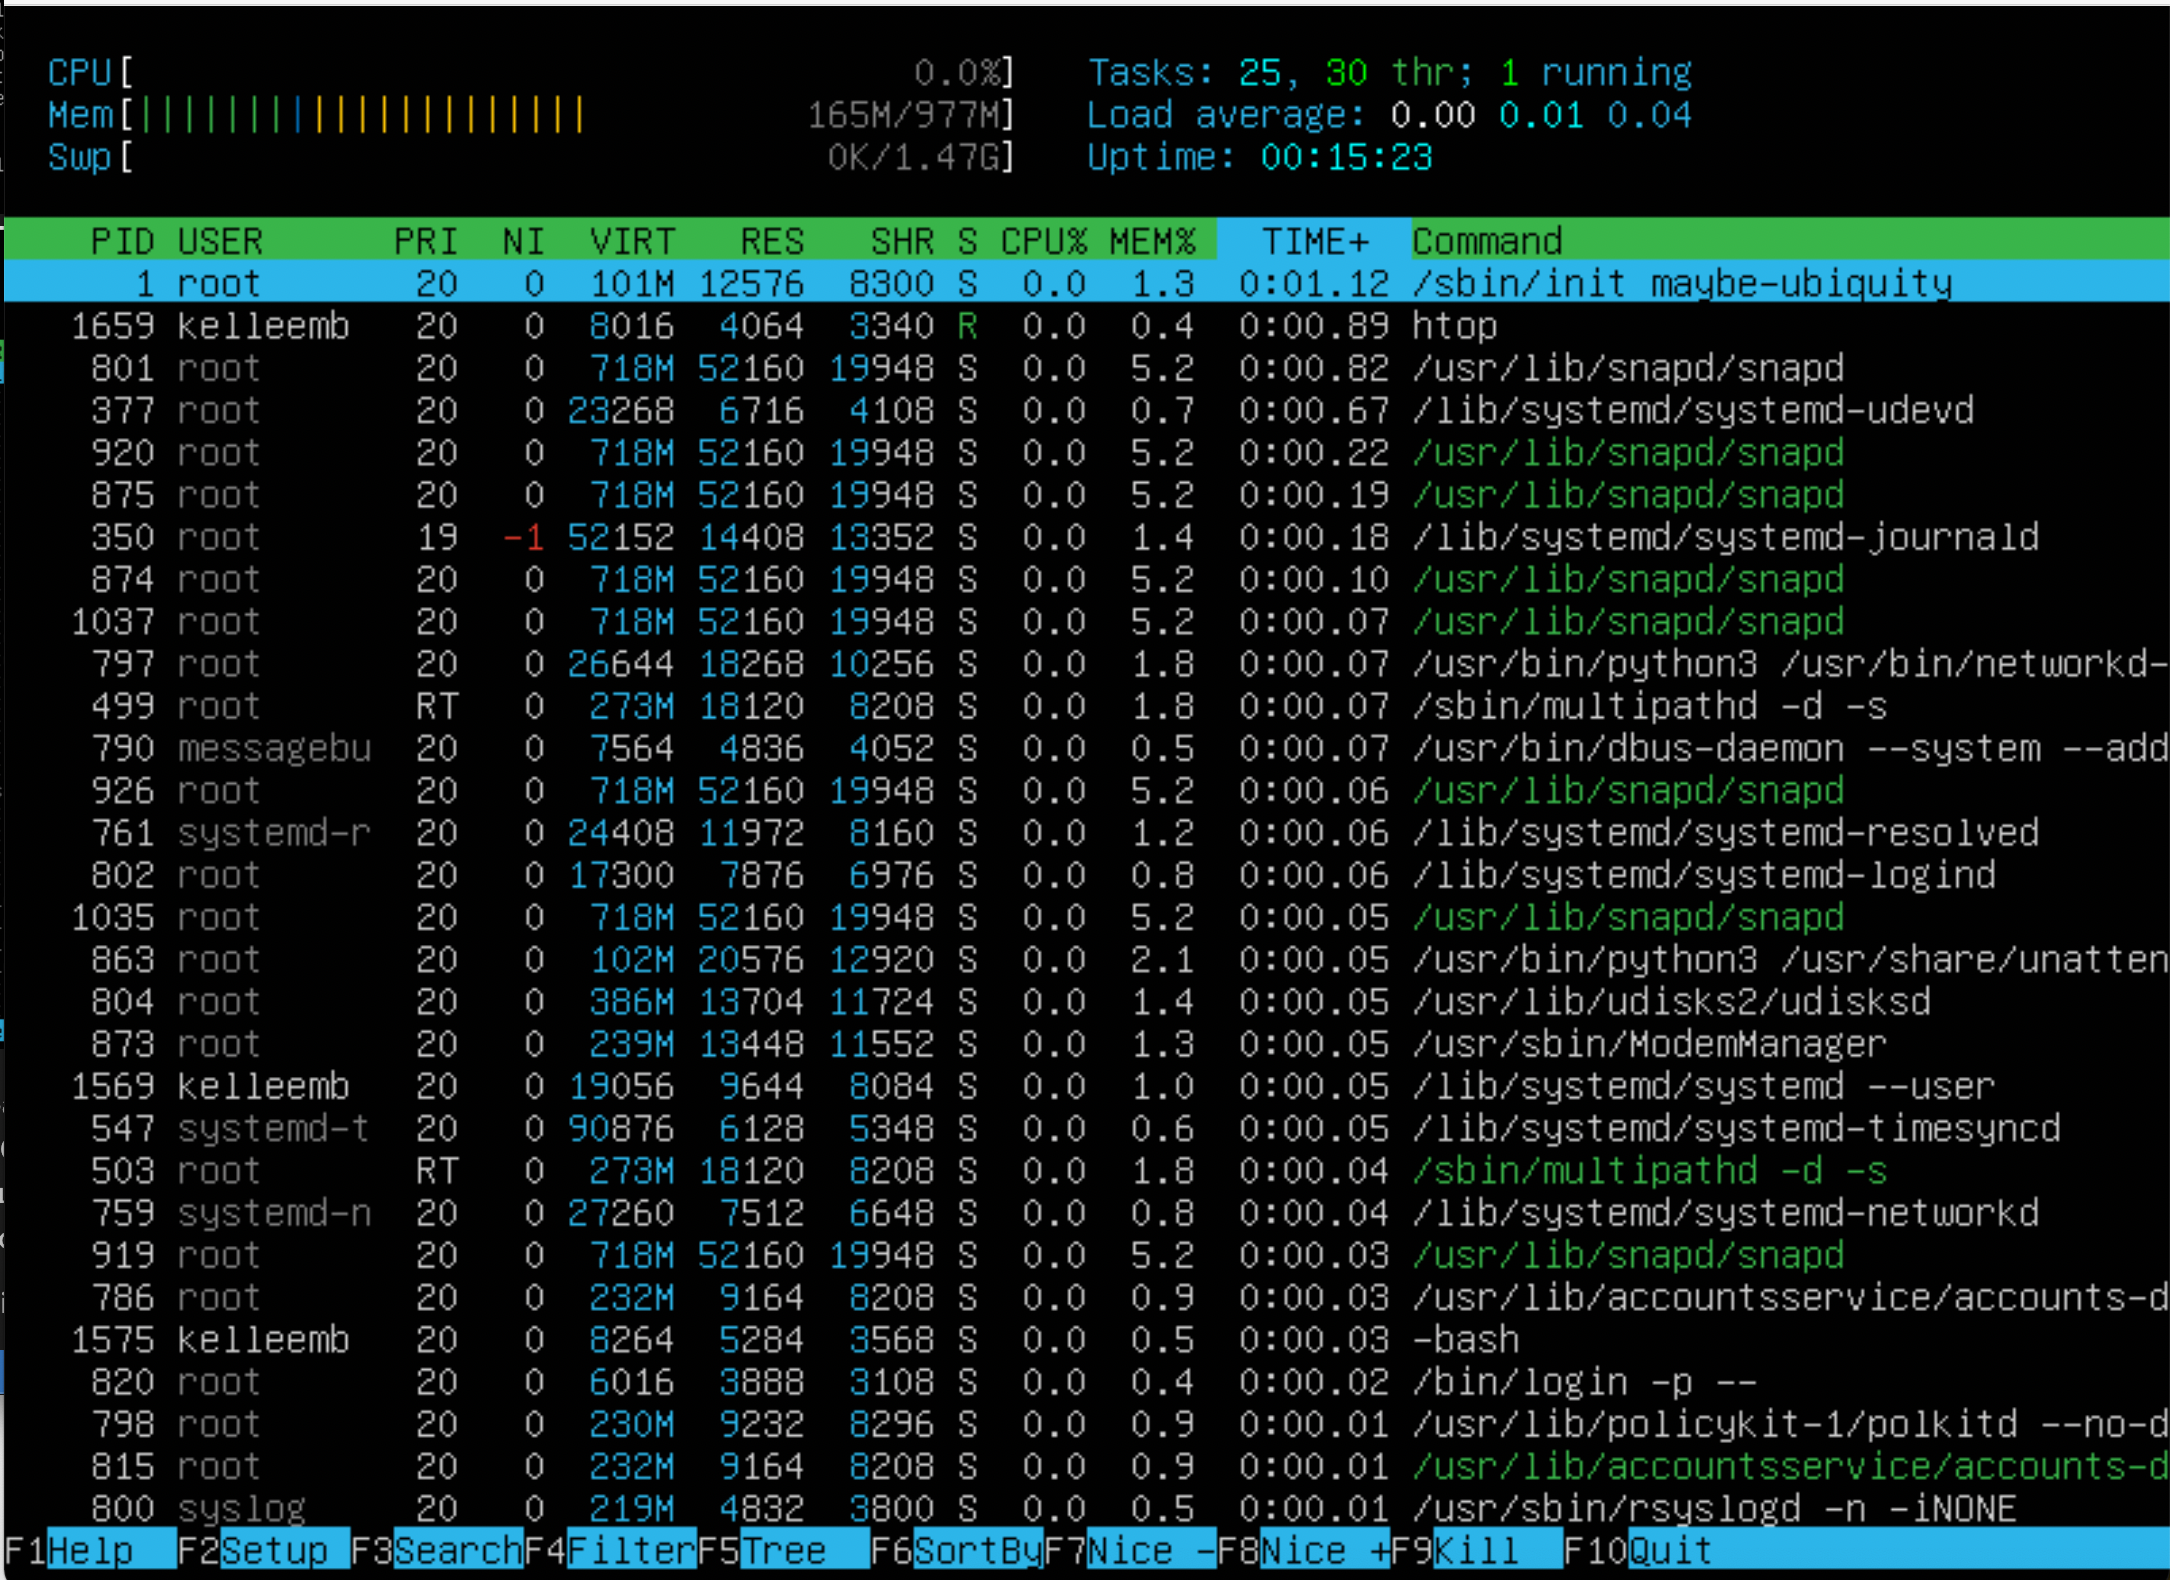 CPU[ 0.0%] Tasks: 25, 30 thr; 1 running
Mem[|||||||||||||||||||||165M/977M] Load average: 0.00 0.01 0.04
Swp[ 0K/1.47G] Uptime: 00:15:23
PID USER PRI NI VIRT RES SHR S CPU% MEM% TIME+ Command
1 root 20 0 101M 12576 8300 S 0.0 1.3 0:01.12 /sbin/init maybe-ubiquity
1659 kelleemb 20 0 8016 4064 3340 R 0.0 0.4 0:00.89 htop
801 root 20 0 718M 52160 19948 S 0.0 5.2 0:00.82 /usr/lib/snapd/snapd
377 root 20 0 23268 6716 4108 S 0.0 0.7 0:00.67 /lib/systemd/systemd-udevd
920 root 20 0 718M 52160 19948 S 0.0 5.2 0:00.22 /usr/lib/snapd/snapd
875 root 20 0 718M 52160 19948 S 0.0 5.2 0:00.19 /usr/lib/snapd/snapd
350 root 19 -1 52152 14408 13352 S 0.0 1.4 0:00.18 /lib/systemd/systemd-journald
874 root 20 0 718M 52160 19948 S 0.0 5.2 0:00.10 /usr/lib/snapd/snapd
1037 root 20 0 718M 52160 19948 S 0.0 5.2 0:00.07 /usr/lib/snapd/snapd
797 root 20 0 26644 18268 10256 S 0.0 1.8 0:00.07 /usr/bin/python3 /usr/bin/networkd-
499 root RT 0 273M 18120 8208 S 0.0 1.8 0:00.07 /sbin/multipathd -d -s
790 messagebu 20 0 7564 4836 4052 S 0.0 0.5 0:00.07 /usr/bin/dbus-daemon --system --add
926 root 20 0 718M 52160 19948 S 0.0 5.2 0:00.06 /usr/lib/snapd/snapd
761 systemd-r 20 0 24408 11972 8160 S 0.0 1.2 0:00.06 /lib/systemd/systemd-resolved
802 root 20 0 17300 7876 6976 S 0.0 0.8 0:00.06 /lib/systemd/systemd-logind
1035 root 20 0 718M 52160 19948 S 0.0 5.2 0:00.05 /usr/lib/snapd/snapd
863 root 20 0 102M 20576 12920 S 0.0 2.1 0:00.05 /usr/bin/python3 /usr/share/unatten
804 root 20 0 386M 13704 11724 S 0.0 1.4 0:00.05 /usr/lib/udisks2/udisksd
873 root 20 0 239M 13448 11552 S 0.0 1.3 0:00.05 /usr/sbin/ModemManager
1569 kelleemb 20 0 19056 9644 8084 S 0.0 1.0 0:00.05 /lib/systemd/systemd --user
547 systemd-t 20 0 90876 6128 5348 S 0.0 0.6 0:00.05 /lib/systemd/systemd-timesyncd
503 root RT 0 273M 18120 8208 S 0.0 1.8 0:00.04 /sbin/multipathd -d -s
759 systemd-n 20 0 27260 7512 6648 S 0.0 0.8 0:00.04 /lib/systemd/systemd-networkd
919 root 20 0 718M 52160 19948 S 0.0 5.2 0:00.03 /usr/lib/snapd/snapd
786 root 20 0 232M 9164 8208 S 0.0 0.9 0:00.03 /usr/lib/accountsservice/accounts-d
1575 kelleemb 20 0 8264 5284 3568 S 0.0 0.5 0:00.03 -bash
820 root 20 0 6016 3888 3108 S 0.0 0.4 0:00.02 /bin/login -p --
798 root 20 0 230M 9232 8296 S 0.0 0.9 0:00.01 /usr/lib/policykit-1/polkitd --no-d
815 root 20 0 232M 9164 8208 S 0.0 0.9 0:00.01 /usr/lib/accountsservice/accounts-d
800 syslog 20 0 219M 4832 3800 S 0.0 0.5 0:00.01 /usr/sbin/rsyslogd -n -iNONE
F1Help F2Setup F3SearchF4FilterF5Tree F6SortByF7Nice -F8Nice +F9Kill F10Quit